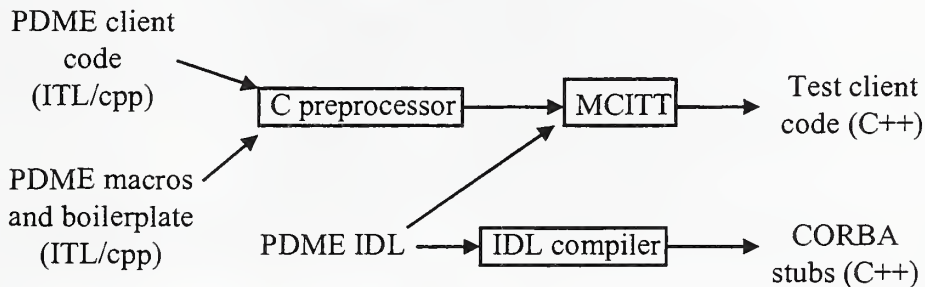 PDME client
code
(ITL/cpp)
C preprocessor
MCITT
Test client
code (C++)
PDME macros
and boilerplate
(ITL/cpp)
PDME IDL
IDL compiler
CORBA
stubs (C++)